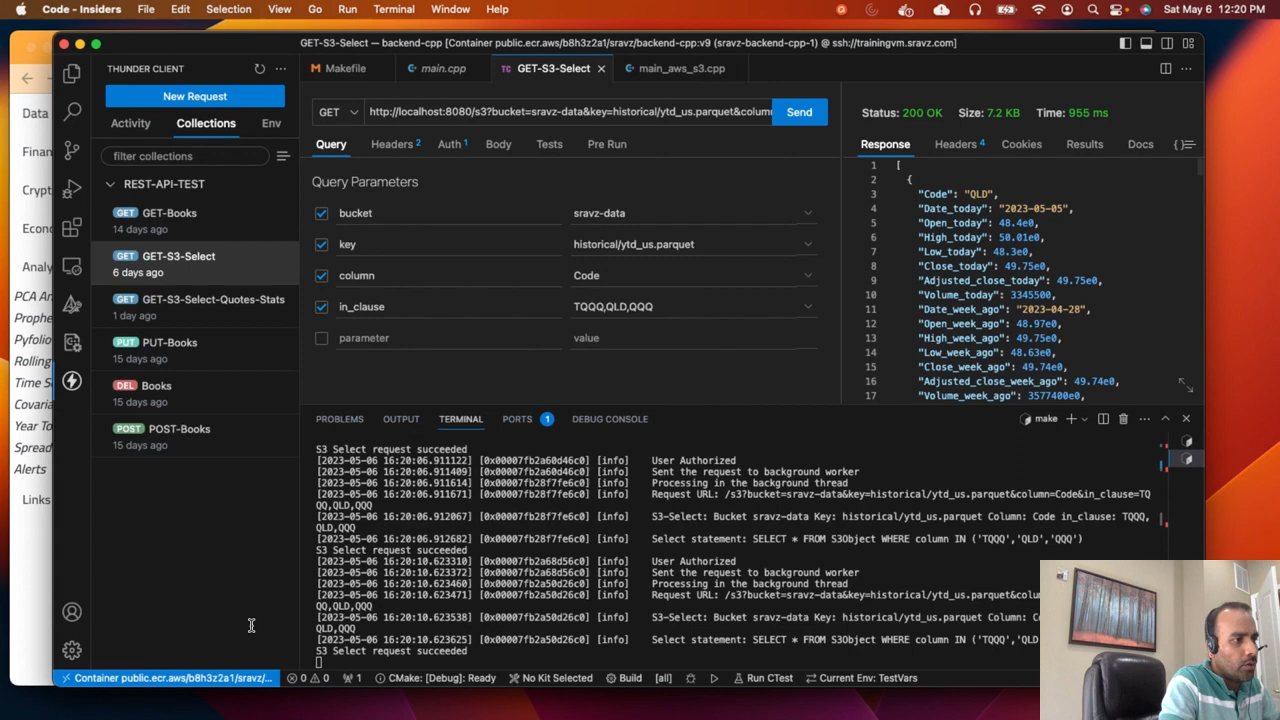 Code - Insiders File Edit Selection View Go Run Terminal Window Help Sat May 6 12:20 PM
GET-S3-Select — backend-cpp [Container public.ecr.aws/b8h3z2a1/sravz/backend-cpp:v9 (sravz-backend-cpp-1) @ ssh://trainingvm.sravz.com]
Data
Finan
Crypt
Econo
Analy
PCA An
Prophe
Pyfolio
Rolling
Time Se
Covaria
Year To
Spread
Alerts
Links
THUNDER CLIENT
New Request
Activity Collections Env
filter collections
REST-API-TEST
GET GET-Books
14 days ago
GET GET-S3-Select
6 days ago
GET GET-S3-Select-Quotes-Stats
1 day ago
PUT PUT-Books
15 days ago
DEL Books
15 days ago
POST POST-Books
15 days ago
Makefile main.cpp GET-S3-Select main_aws_s3.cpp
GET http://localhost:8080/s3?bucket=sravz-data&key=historical/ytd_us.parquet&colum Send
Query Headers 2 Auth 1 Body Tests Pre Run
Query Parameters
bucket sravz-data
key historical/ytd_us.parquet
column Code
in_clause TQQQ,QLD,QQQ
parameter value
Status: 200 OK Size: 7.2 KB Time: 955 ms
Response Headers 4 Cookies Results Docs
1 [
2 {
3 "Code": "QLD",
4 "Date_today": "2023-05-05",
5 "Open_today": 48.4e0,
6 "High_today": 50.01e0,
7 "Low_today": 48.3e0,
8 "Close_today": 49.75e0,
9 "Adjusted_close_today": 49.75e0,
10 "Volume_today": 3345500,
11 "Date_week_ago": "2023-04-28",
12 "Open_week_ago": 48.97e0,
13 "High_week_ago": 49.75e0,
14 "Low_week_ago": 48.63e0,
15 "Close_week_ago": 49.74e0,
16 "Adjusted_close_week_ago": 49.74e0,
17 "Volume_week_ago": 3577400e0,
PROBLEMS OUTPUT TERMINAL PORTS 1 DEBUG CONSOLE make
S3 Select request succeeded
[2023-05-06 16:20:06.911122] [0x00007fb2a60d46c0] [info] User Authorized
[2023-05-06 16:20:06.911409] [0x00007fb2a60d46c0] [info] Sent the request to background worker
[2023-05-06 16:20:06.911614] [0x00007fb28f7fe6c0] [info] Processing in the background thread
[2023-05-06 16:20:06.911671] [0x00007fb28f7fe6c0] [info] Request URL: /s3?bucket=sravz-data&key=historical/ytd_us.parquet&column=Code&in_clause=TQ
QQ,QLD,QQQ
[2023-05-06 16:20:06.912067] [0x00007fb28f7fe6c0] [info] S3-Select: Bucket sravz-data Key: historical/ytd_us.parquet Column: Code in_clause: TQQQ,
QLD,QQQ
[2023-05-06 16:20:06.912682] [0x00007fb28f7fe6c0] [info] Select statement: SELECT * FROM S3Object WHERE column IN ('TQQQ','QLD','QQQ')
S3 Select request succeeded
[2023-05-06 16:20:10.623310] [0x00007fb2a68d56c0] [info] User Authorized
[2023-05-06 16:20:10.623372] [0x00007fb2a68d56c0] [info] Sent the request to background worker
[2023-05-06 16:20:10.623460] [0x00007fb2a50d26c0] [info] Processing in the background thread
[2023-05-06 16:20:10.623471] [0x00007fb2a50d26c0] [info] Request URL: /s3?bucket=sravz-data&key=historical/yt
QQ,QLD,QQQ
[2023-05-06 16:20:10.623538] [0x00007fb2a50d26c0] [info] S3-Select: Bucket sravz-data Key: historical/ytd_us.parquet C
QLD,QQQ
[2023-05-06 16:20:10.623625] [0x00007fb2a50d26c0] [info] Select statement: SELECT * FROM S3Object WHERE column IN ('TQQQ','QLD
S3 Select request succeeded
Container public.ecr.aws/b8h3z2a1/sravz/... 0 0 1 CMake: [Debug]: Ready No Kit Selected Build [all] Run CTest Current Env: TestVars